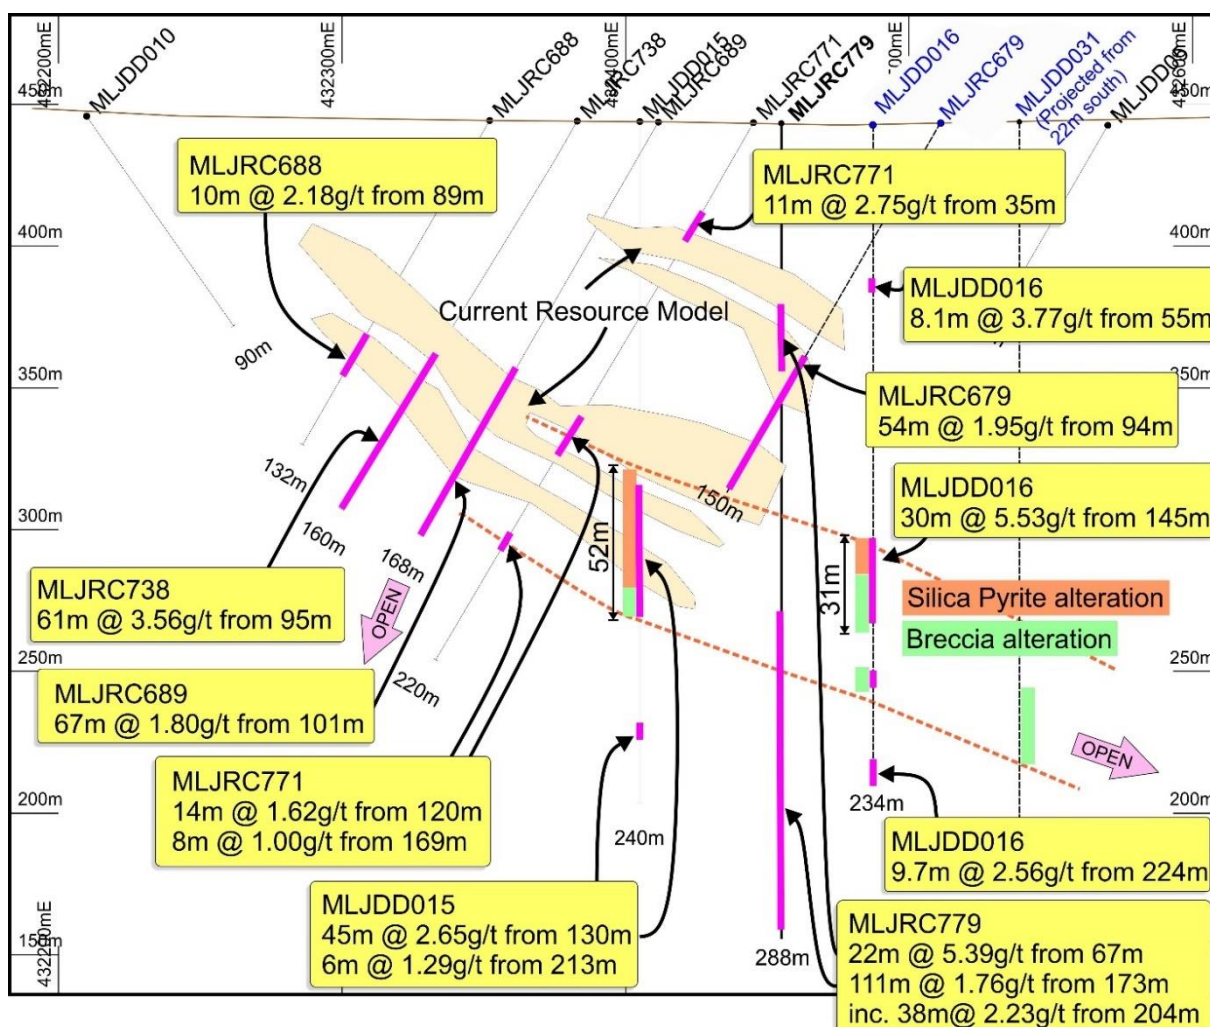 432200mE
432300mE
MLJDD010
MLJRC688
MLJRC738
MLJDD015
MLJRC689
MLJRC771
MLJRC779
MLJDD016
MLJRC679
MLJDD031
(Projected from
22m south)
450m
450m
MLJRC688
10m @ 2.18g/t from 89m
MLJRC771
11m @ 2.75g/t from 35m
400m
400m
MLJDD016
8.1m @ 3.77g/t from 55m
Current Resource Model
90m
350m
350m
MLJRC679
54m @ 1.95g/t from 94m
132m
150m
MLJDD016
30m @ 5.53g/t from 145m
300m
160m
168m
52m
31m
Silica Pyrite alteration
Breccia alteration
MLJRC738
61m @ 3.56g/t from 95m
OPEN
250m
250m
220m
MLJRC689
67m @ 1.80g/t from 101m
OPEN
MLJRC771
14m @ 1.62g/t from 120m
8m @ 1.00g/t from 169m
200m
200m
240m
234m
MLJDD016
9.7m @ 2.56g/t from 224m
MLJDD015
45m @ 2.65g/t from 130m
6m @ 1.29g/t from 213m
288m
MLJRC779
22m @ 5.39g/t from 67m
111m @ 1.76g/t from 173m
inc. 38m@ 2.23g/t from 204m
150m
432200mE